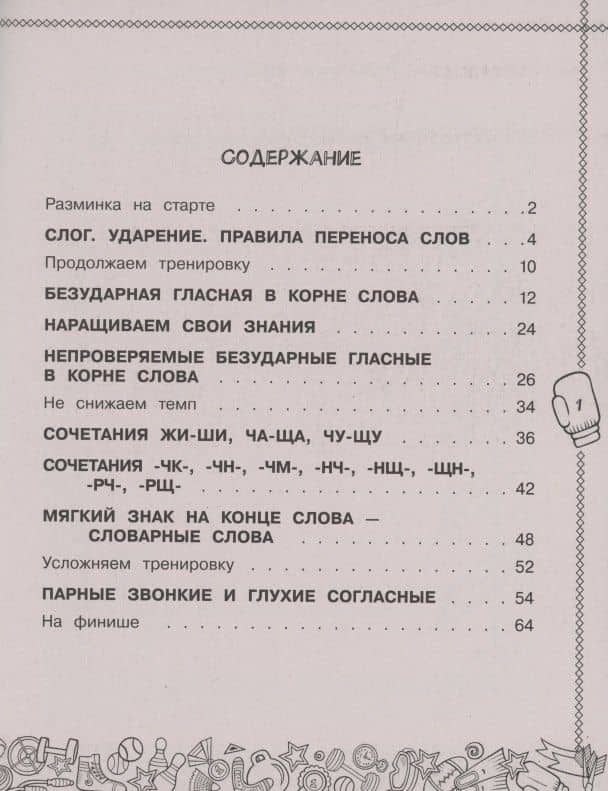 СОДЕРЖАНИЕ
Разминка на старте . . . . . . . . . . . . . . . . 2
СЛОГ. УДАРЕНИЕ. ПРАВИЛА ПЕРЕНОСА СЛОВ . . . 4
Продолжаем тренировку . . . . . . . . . . . . . . 10
БЕЗУДАРНАЯ ГЛАСНАЯ В КОРНЕ СЛОВА . . . . . . 12
НАРАЩИВАЕМ СВОИ ЗНАНИЯ . . . . . . . . . . . 24
НЕПРОВЕРЯЕМЫЕ БЕЗУДАРНЫЕ ГЛАСНЫЕ
В КОРНЕ СЛОВА . . . . . . . . . . . . . . . . . 26
Не снижаем темп . . . . . . . . . . . . . . . . . 34
СОЧЕТАНИЯ ЖИ-ШИ, ЧА-ЩА, ЧУ-ЩУ . . . . . . . 36
СОЧЕТАНИЯ -ЧК-, -ЧН-, -ЧМ-, -НЧ-, -НЩ-, -ЩН-,
-РЧ-, -РЩ- . . . . . . . . . . . . . . . . . . 42
МЯГКИЙ ЗНАК НА КОНЦЕ СЛОВА —
СЛОВАРНЫЕ СЛОВА . . . . . . . . . . . . . 48
Усложняем тренировку . . . . . . . . . . . . . . . 52
ПАРНЫЕ ЗВОНКИЕ И ГЛУХИЕ СОГЛАСНЫЕ . . . . 54
На финише . . . . . . . . . . . . . . . . . . . 64
1